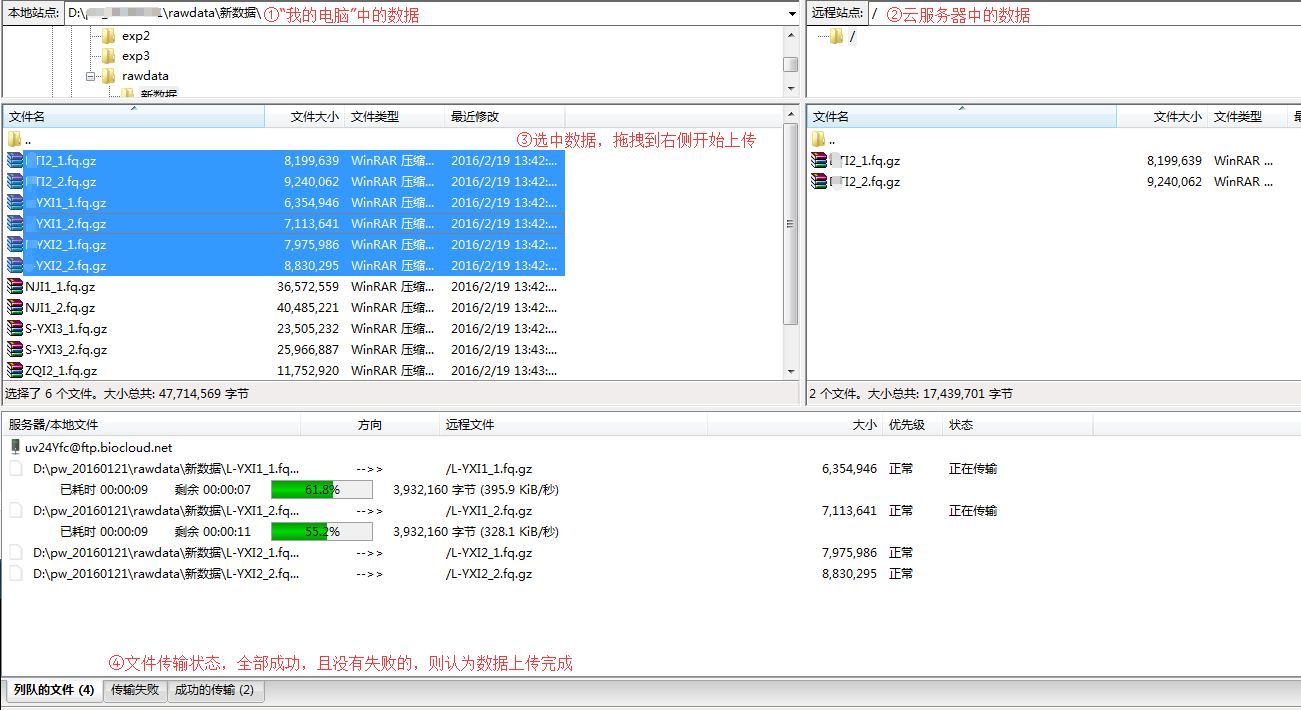 本地站点: D:\ \rawdata\新数据\ ①“我的电脑”中的数据
exp2
exp3
rawdata
新数据
远程站点: / ②云服务器中的数据
/
文件名 文件大小 文件类型 最近修改
③选中数据，拖拽到右侧开始上传
..
TI2_1.fq.gz 8,199,639 WinRAR 压缩... 2016/2/19 13:42:...
TI2_2.fq.gz 9,240,062 WinRAR 压缩... 2016/2/19 13:42:...
YXI1_1.fq.gz 6,354,946 WinRAR 压缩... 2016/2/19 13:42:...
YXI1_2.fq.gz 7,113,641 WinRAR 压缩... 2016/2/19 13:42:...
YXI2_1.fq.gz 7,975,986 WinRAR 压缩... 2016/2/19 13:42:...
-YXI2_2.fq.gz 8,830,295 WinRAR 压缩... 2016/2/19 13:42:...
NJI1_1.fq.gz 36,572,559 WinRAR 压缩... 2016/2/19 13:42:...
NJI1_2.fq.gz 40,485,221 WinRAR 压缩... 2016/2/19 13:42:...
S-YXI3_1.fq.gz 23,505,232 WinRAR 压缩... 2016/2/19 13:42:...
S-YXI3_2.fq.gz 25,966,887 WinRAR 压缩... 2016/2/19 13:43:...
ZQI2_1.fq.gz 11,752,920 WinRAR 压缩... 2016/2/19 13:43:...
选择了 6 个文件。大小总共: 47,714,569 字节
文件名 文件大小 文件类型
..
TI2_1.fq.gz 8,199,639 WinRAR ...
TI2_2.fq.gz 9,240,062 WinRAR ...
2 个文件。大小总共: 17,439,701 字节
服务器/本地文件 方向 远程文件 大小 优先级 状态
uv24Yfc@ftp.biocloud.net
D:\pw_20160121\rawdata\新数据\L-YXI1_1.fq... -->> /L-YXI1_1.fq.gz 6,354,946 正常 正在传输
已耗时 00:00:09 剩余 00:00:07 61.8% 3,932,160 字节 (395.9 KiB/秒)
D:\pw_20160121\rawdata\新数据\L-YXI1_2.fq... -->> /L-YXI1_2.fq.gz 7,113,641 正常 正在传输
已耗时 00:00:09 剩余 00:00:11 55.2% 3,932,160 字节 (328.1 KiB/秒)
D:\pw_20160121\rawdata\新数据\L-YXI2_1.fq... -->> /L-YXI2_1.fq.gz 7,975,986 正常
D:\pw_20160121\rawdata\新数据\L-YXI2_2.fq... -->> /L-YXI2_2.fq.gz 8,830,295 正常
④文件传输状态，全部成功，且没有失败的，则认为数据上传完成
列队的文件 (4) 传输失败 成功的传输 (2)